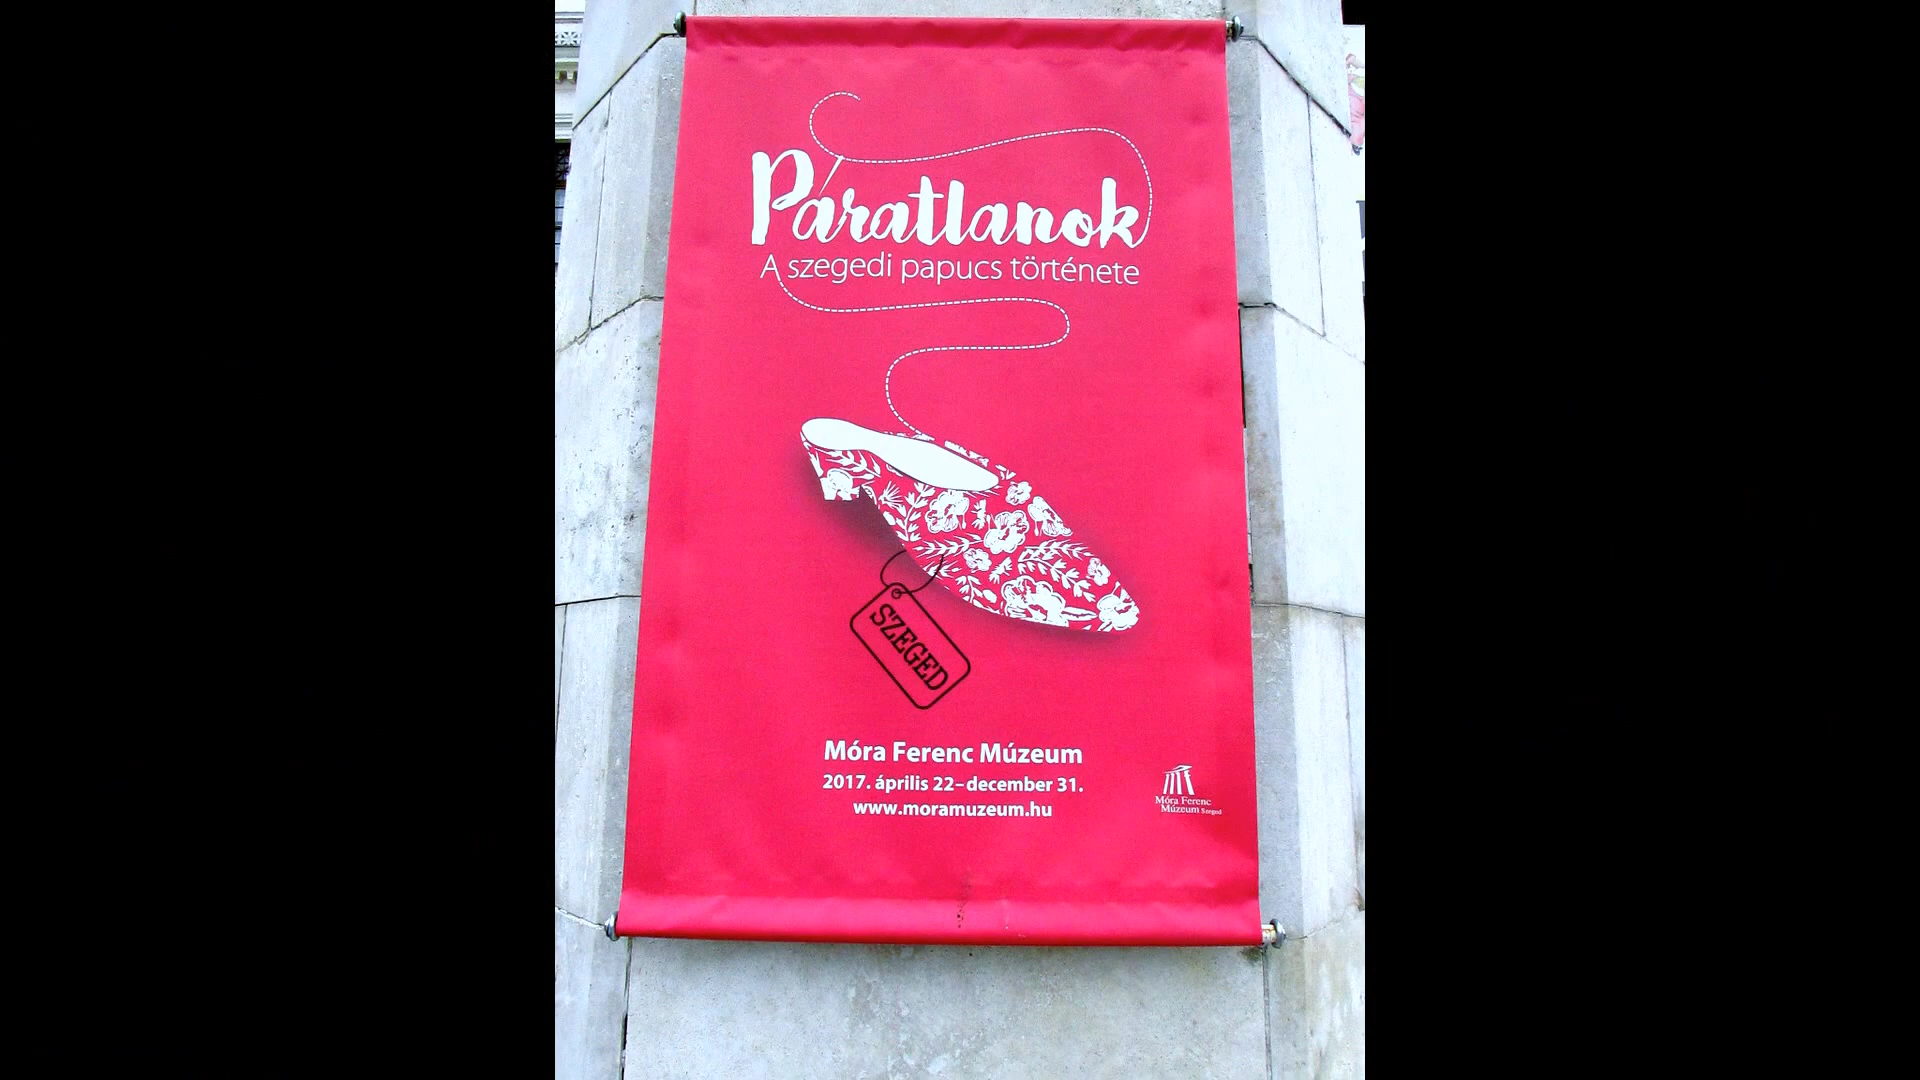 Páratlanok
A szegedi papucs története
SZEGED
Móra Ferenc Múzeum
2017. április 22–december 31.
www.moramuzeum.hu
Móra Ferenc
Múzeum Szeged